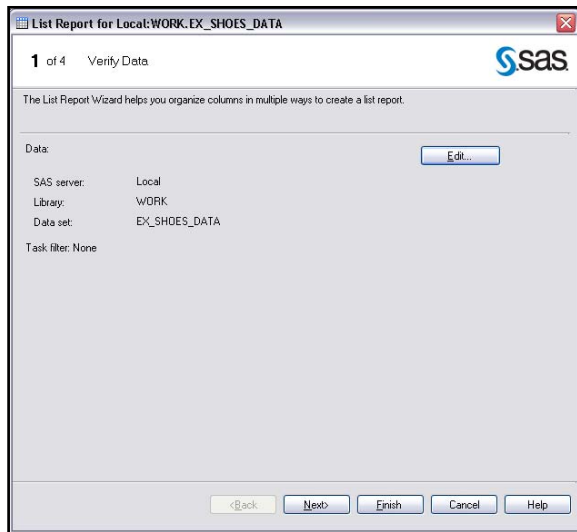 List Report for Local:WORK.EX_SHOES_DATA
1 of 4 Verify Data
sas
The List Report Wizard helps you organize columns in multiple ways to create a list report.
Data:
Edit...
SAS server: Local
Library: WORK
Data set: EX_SHOES_DATA
Task filter: None
<Back Next> Finish Cancel Help